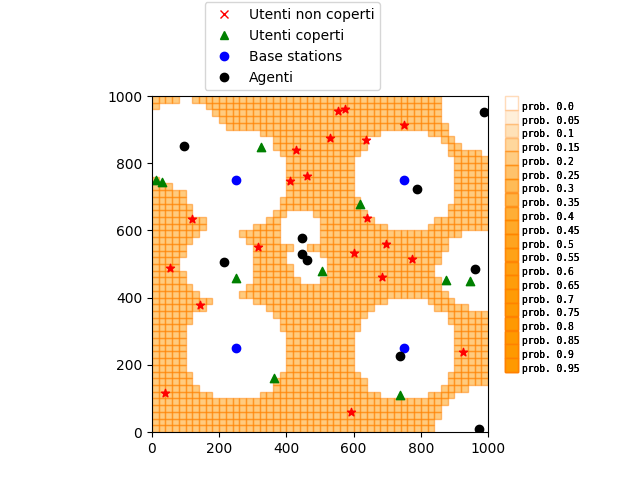 Utenti non coperti
Utenti coperti
Base stations
Agenti
1000
800
600
400
200
0
0 200 400 600 800 1000
prob. 0.0
prob. 0.05
prob. 0.1
prob. 0.15
prob. 0.2
prob. 0.25
prob. 0.3
prob. 0.35
prob. 0.4
prob. 0.45
prob. 0.5
prob. 0.55
prob. 0.6
prob. 0.65
prob. 0.7
prob. 0.75
prob. 0.8
prob. 0.85
prob. 0.9
prob. 0.95